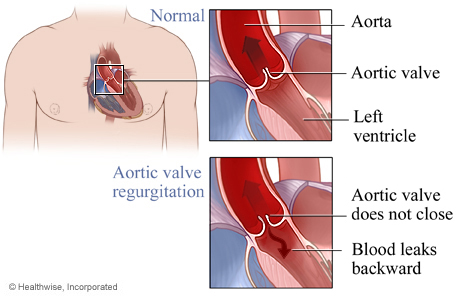 Normal
Aorta
Aortic valve
Left
ventricle
Aortic valve
regurgitation
Aortic valve
does not close
Blood leaks
backward
© Healthwise, Incorporated